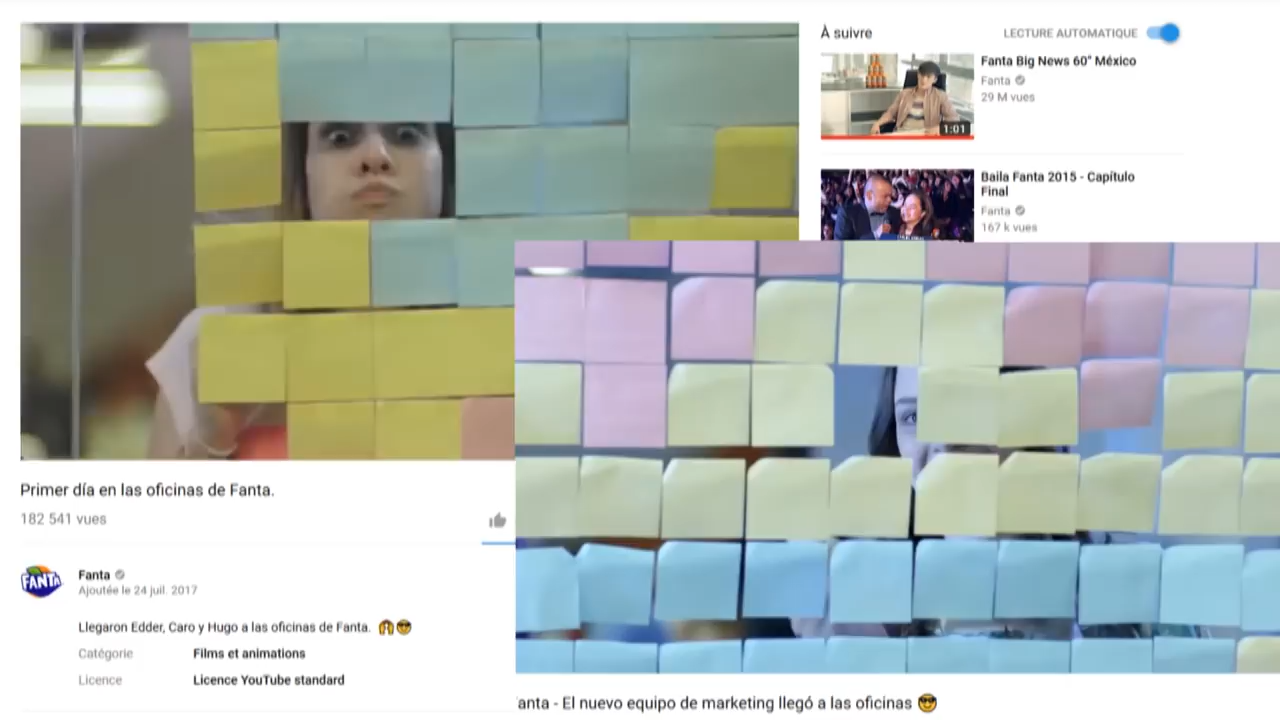 À suivre
LECTURE AUTOMATIQUE
Fanta Big News 60" México
Fanta
29 M vues
1:01
Baila Fanta 2015 - Capítulo
Final
Fanta
167 k vues
Primer día en las oficinas de Fanta.
182 541 vues
FANTA
Fanta
Ajoutée le 24 juil. 2017
Llegaron Edder, Caro y Hugo a las oficinas de Fanta. 🙈😎
Catégorie Films et animations
Licence Licence YouTube standard
anta - El nuevo equipo de marketing llegó a las oficinas 😎